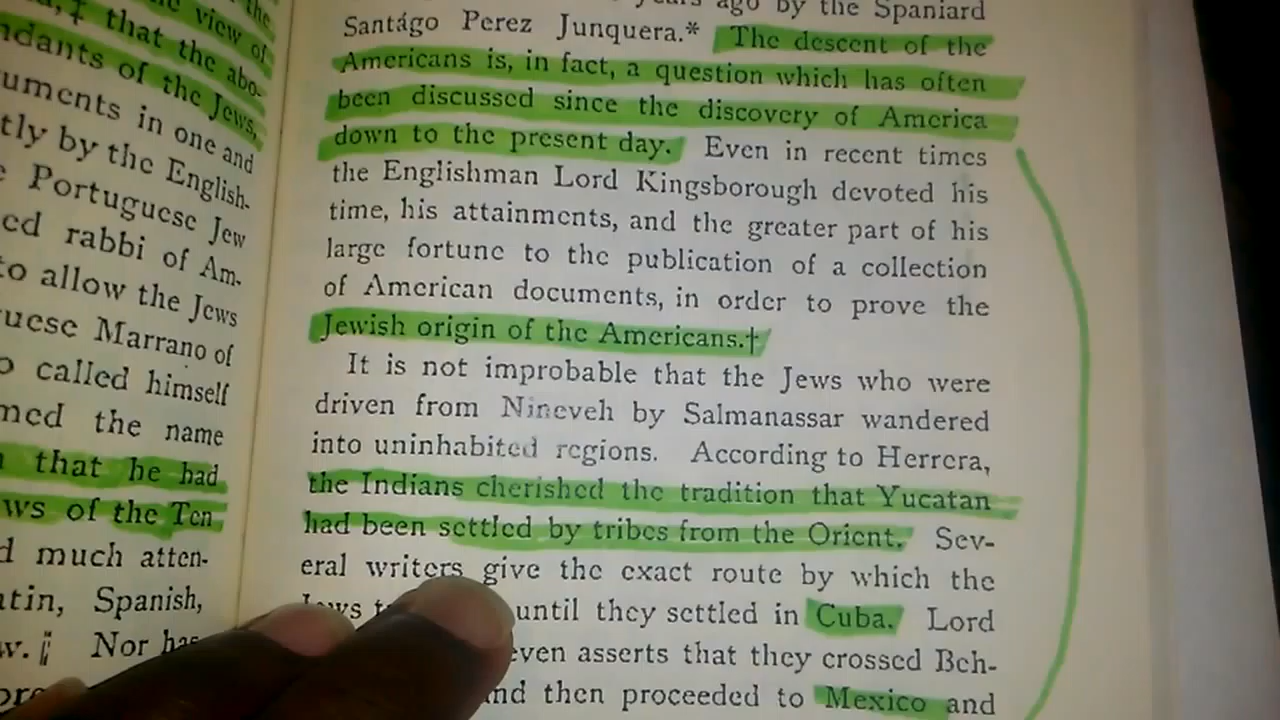 the
the view of
‡ that the abo-
ndants of the Jews,
uments in one and
tly by the English-
Portuguese Jew
ed rabbi of Am-
to allow the Jews
uese Marrano of
called himself
med the name
that he had
ws of the Ten
d much atten-
atin, Spanish,
w.‖ Nor has
ago by the Spaniard
Santágo Perez Junquera.* The descent of the
Americans is, in fact, a question which has often
been discussed since the discovery of America
down to the present day. Even in recent times
the Englishman Lord Kingsborough devoted his
time, his attainments, and the greater part of his
large fortune to the publication of a collection
of American documents, in order to prove the
Jewish origin of the Americans.†
It is not improbable that the Jews who were
driven from Nineveh by Salmanassar wandered
into uninhabited regions. According to Herrera,
the Indians cherished the tradition that Yucatan
had been settled by tribes from the Orient. Sev-
eral writers give the exact route by which the
until they settled in Cuba. Lord
even asserts that they crossed Beh-
and then proceeded to Mexico and